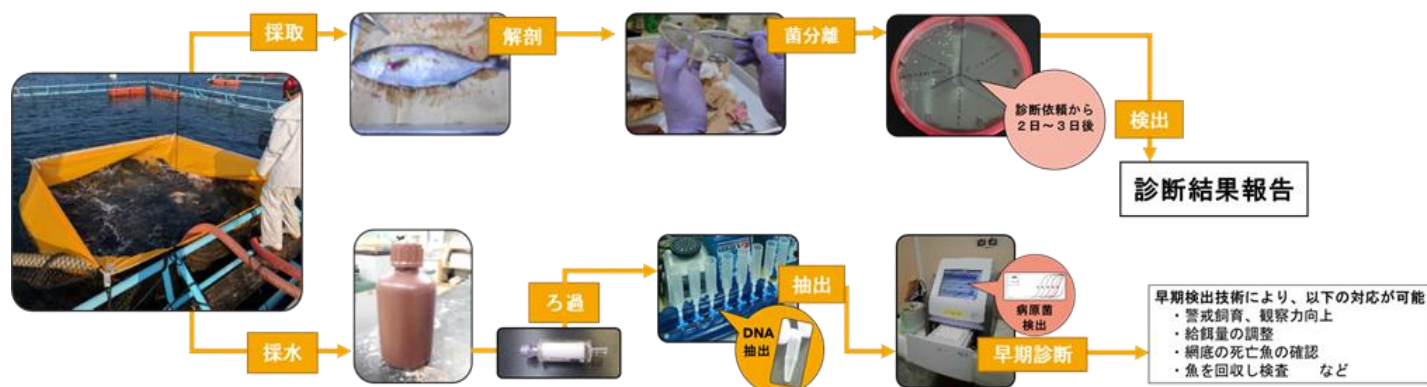 採取
解剖
菌分離
診断依頼から
2日～3日後
検出
診断結果報告
採水
ろ過
DNA
抽出
抽出
病原菌
検出
早期診断
早期検出技術により、以下の対応が可能
・警戒飼育、観察力向上
・給餌量の調整
・網底の死亡魚の確認
・魚を回収し検査　など